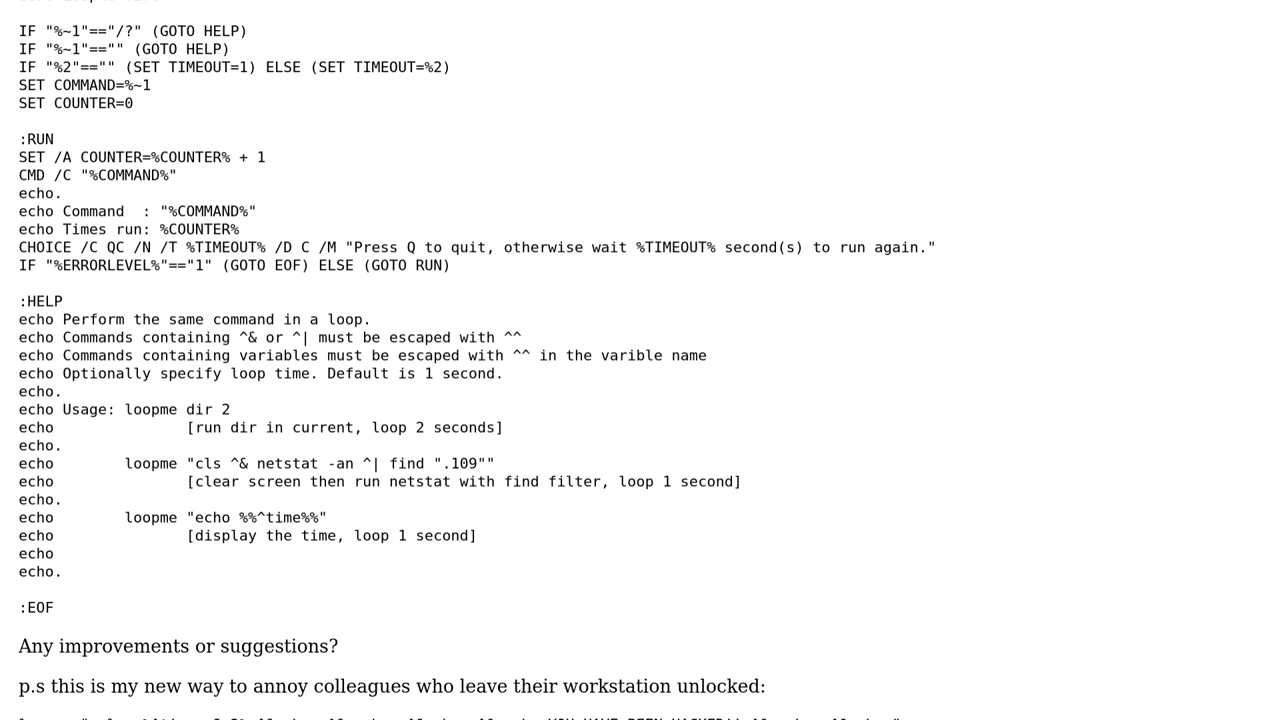 IF "%~1"=="/?" (GOTO HELP)
IF "%~1"=="" (GOTO HELP)
IF "%2"=="" (SET TIMEOUT=1) ELSE (SET TIMEOUT=%2)
SET COMMAND=%~1
SET COUNTER=0

:RUN
SET /A COUNTER=%COUNTER% + 1
CMD /C "%COMMAND%"
echo.
echo Command  : "%COMMAND%"
echo Times run: %COUNTER%
CHOICE /C QC /N /T %TIMEOUT% /D C /M "Press Q to quit, otherwise wait %TIMEOUT% second(s) to run again."
IF "%ERRORLEVEL%"=="1" (GOTO EOF) ELSE (GOTO RUN)

:HELP
echo Perform the same command in a loop.
echo Commands containing ^& or ^| must be escaped with ^^
echo Commands containing variables must be escaped with ^^ in the varible name
echo Optionally specify loop time. Default is 1 second.
echo.
echo Usage: loopme dir 2
echo               [run dir in current, loop 2 seconds]
echo.
echo        loopme "cls ^& netstat -an ^| find ".109""
echo               [clear screen then run netstat with find filter, loop 1 second]
echo.
echo        loopme "echo %%^time%%"
echo               [display the time, loop 1 second]
echo
echo.

:EOF
Any improvements or suggestions?
p.s this is my new way to annoy colleagues who leave their workstation unlocked: